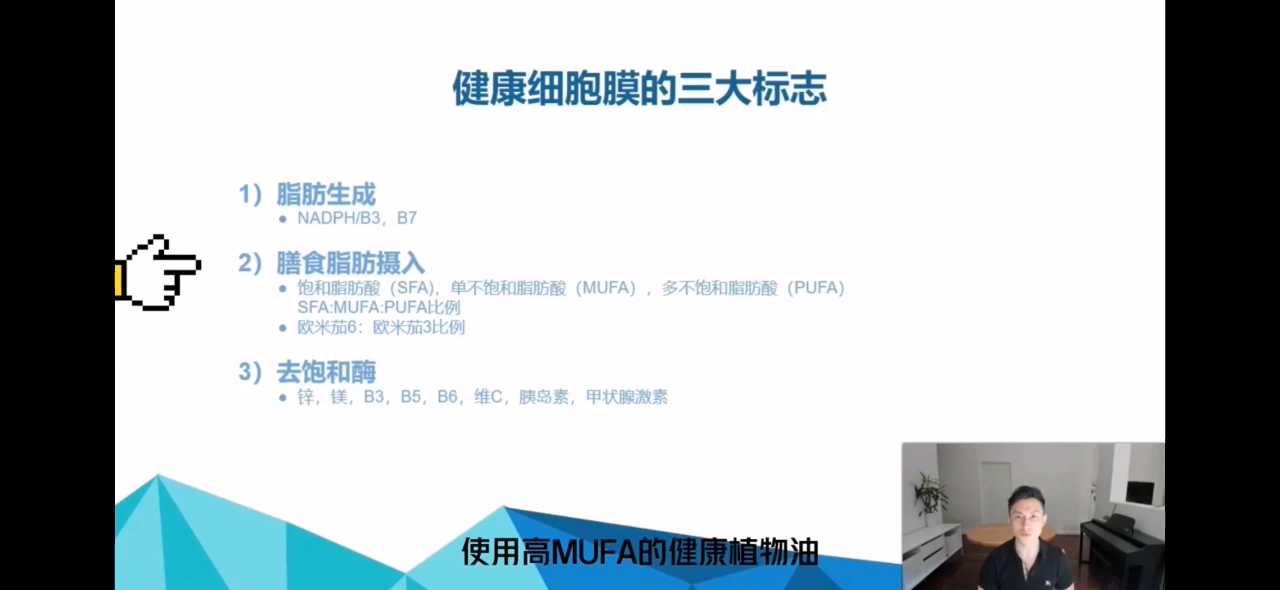 健康细胞膜的三大标志
1）脂肪生成
● NADPH/B3，B7
2）膳食脂肪摄入
● 饱和脂肪酸（SFA)，单不饱和脂肪酸（MUFA），多不饱和脂肪酸（PUFA）
SFA:MUFA:PUFA比例
● 欧米茄6：欧米茄3比例
3）去饱和酶
● 锌，镁，B3，B5，B6，维C，胰岛素，甲状腺激素
使用高MUFA的健康植物油